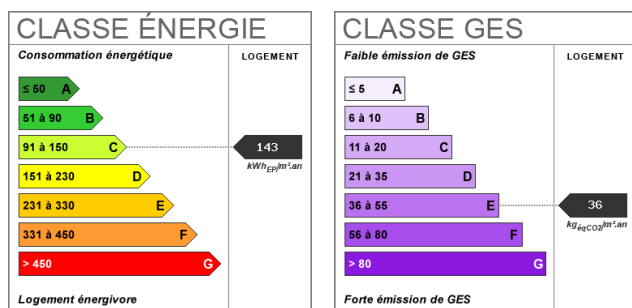 CLASSE ÉNERGIE
Consommation énergétique
LOGEMENT
≤ 50 A
51 à 90 B
91 à 150 C
143
kWhEP/m².an
151 à 230 D
231 à 330 E
331 à 450 F
> 450 G
Logement énergivore
CLASSE GES
Faible émission de GES
LOGEMENT
≤ 5 A
6 à 10 B
11 à 20 C
21 à 35 D
36 à 55 E
36
kgéqCO2/m².an
56 à 80 F
> 80 G
Forte émission de GES